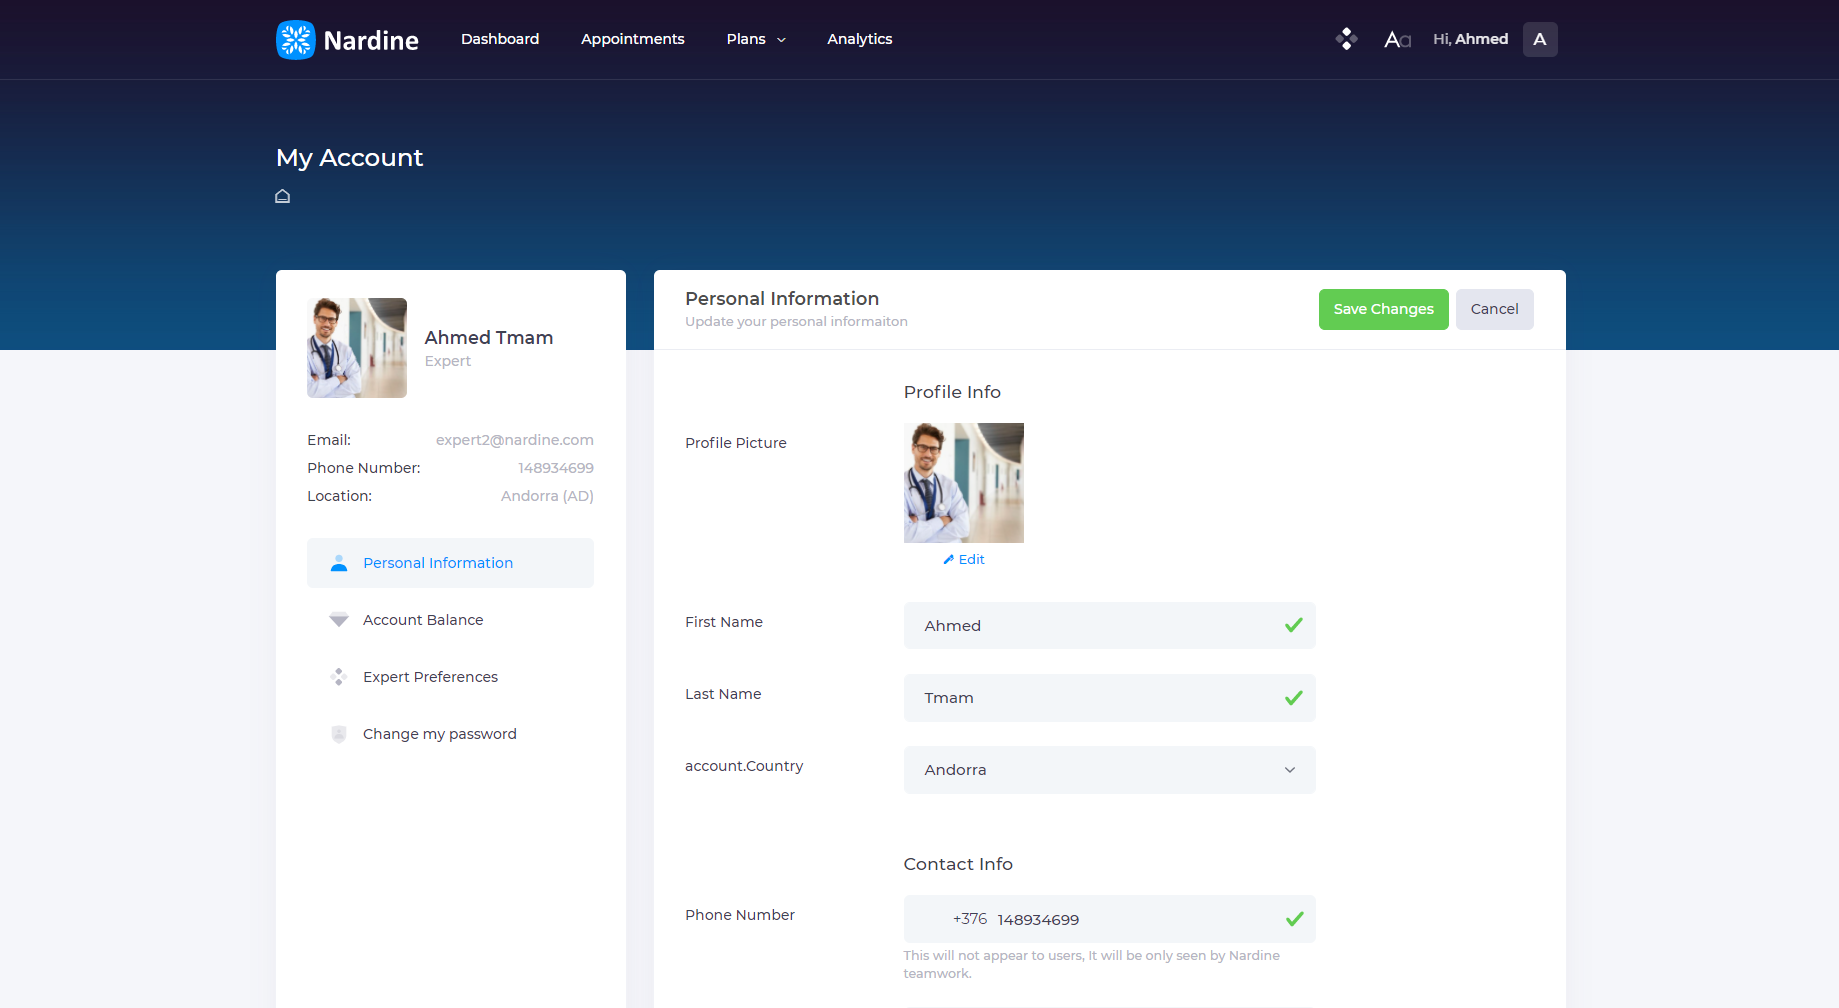 Nardine
Dashboard
Appointments
Plans
Analytics
Aa
Hi, Ahmed
A
My Account
Ahmed Tmam
Expert
Email:
expert2@nardine.com
Phone Number:
148934699
Location:
Andorra (AD)
Personal Information
Account Balance
Expert Preferences
Change my password
Personal Information
Update your personal informaiton
Save Changes
Cancel
Profile Info
Profile Picture
Edit
First Name
Ahmed
Last Name
Tmam
account.Country
Andorra
Contact Info
Phone Number
+376 148934699
This will not appear to users, It will be only seen by Nardine
teamwork.